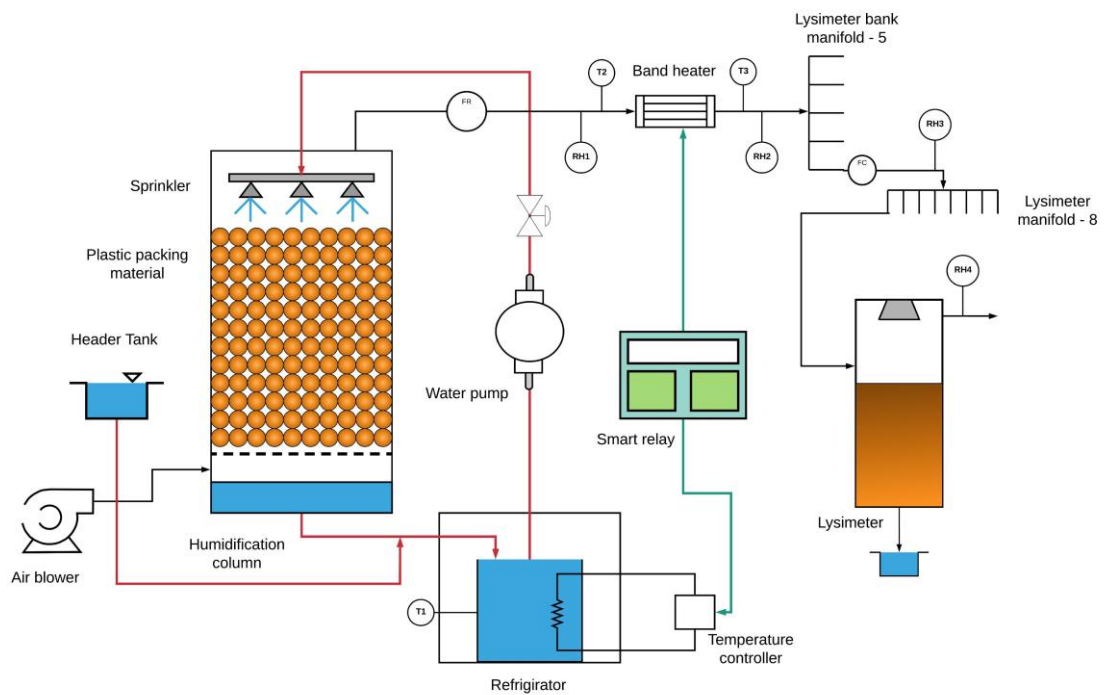 Lysimeter bank
manifold - 5
Band heater
T2
T3
FR
RH1
RH2
RH3
FC
Sprinkler
Lysimeter
manifold - 8
Plastic packing
material
RH4
Header Tank
Water pump
Smart relay
Lysimeter
Humidification
column
Air blower
T1
Temperature
controller
Refrigirator